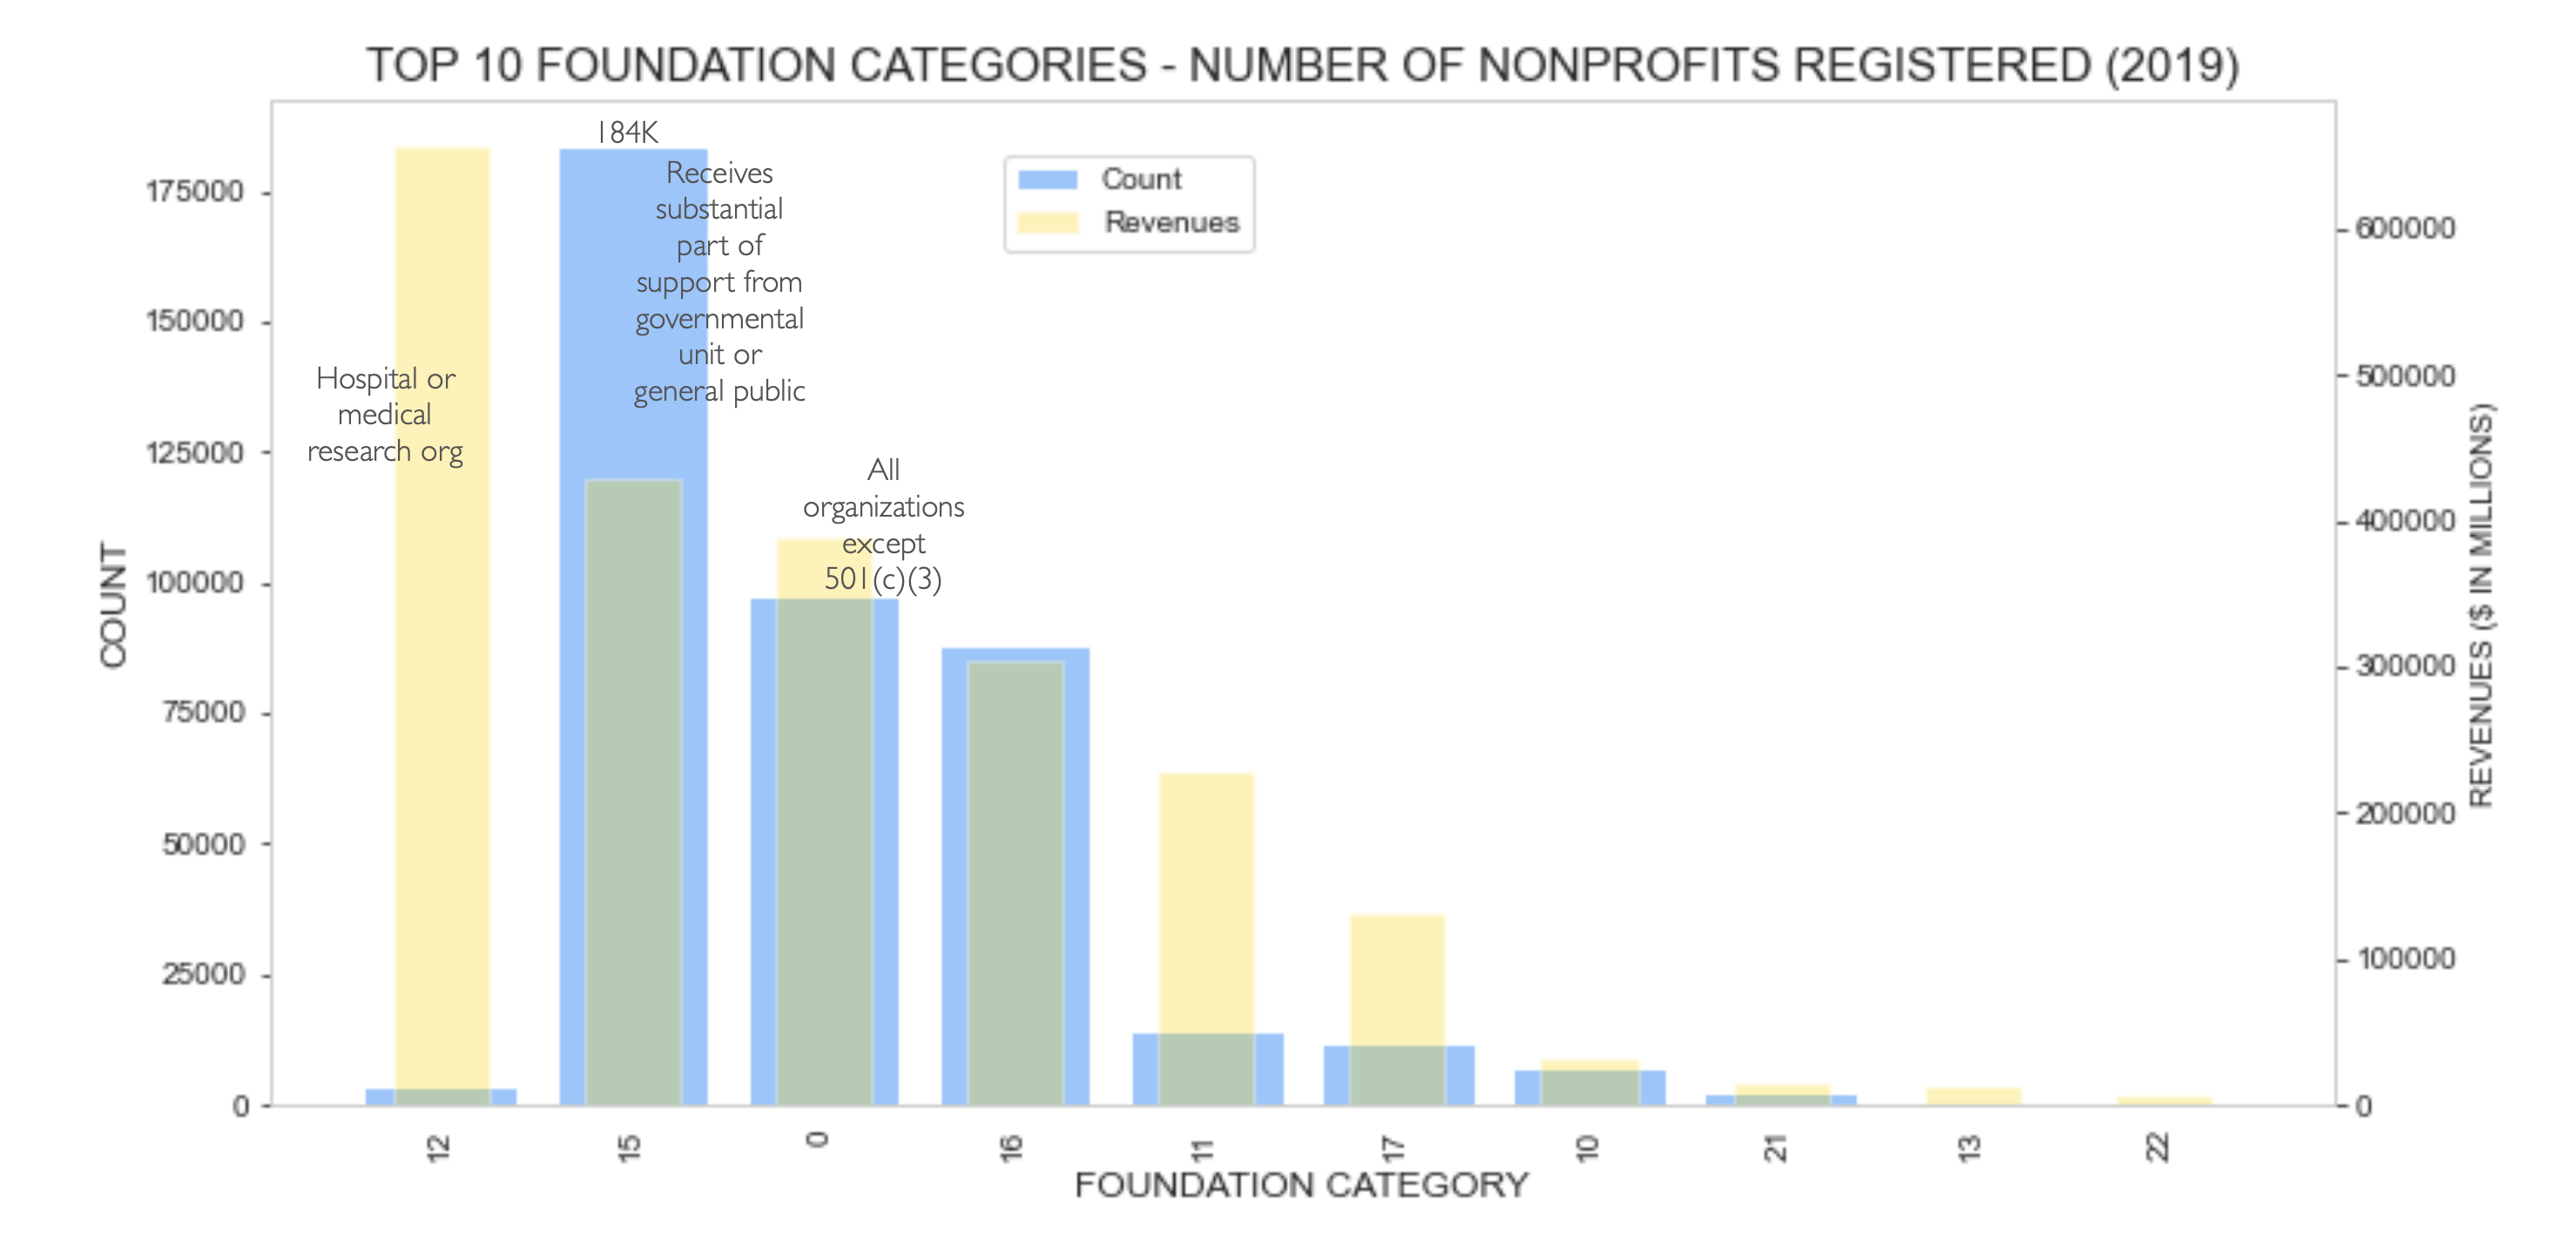 TOP 10 FOUNDATION CATEGORIES - NUMBER OF NONPROFITS REGISTERED (2019)
184K
Receives
substantial
part of
support from
governmental
unit or
general public
Hospital or
medical
research org
All
organizations
except
501(c)(3)
Count
Revenues
COUNT
175000
150000
125000
100000
75000
50000
25000
0
600000
500000
400000
300000
200000
100000
0
REVENUES ($ IN MILLIONS)
12
15
0
16
11
17
10
21
13
22
FOUNDATION CATEGORY